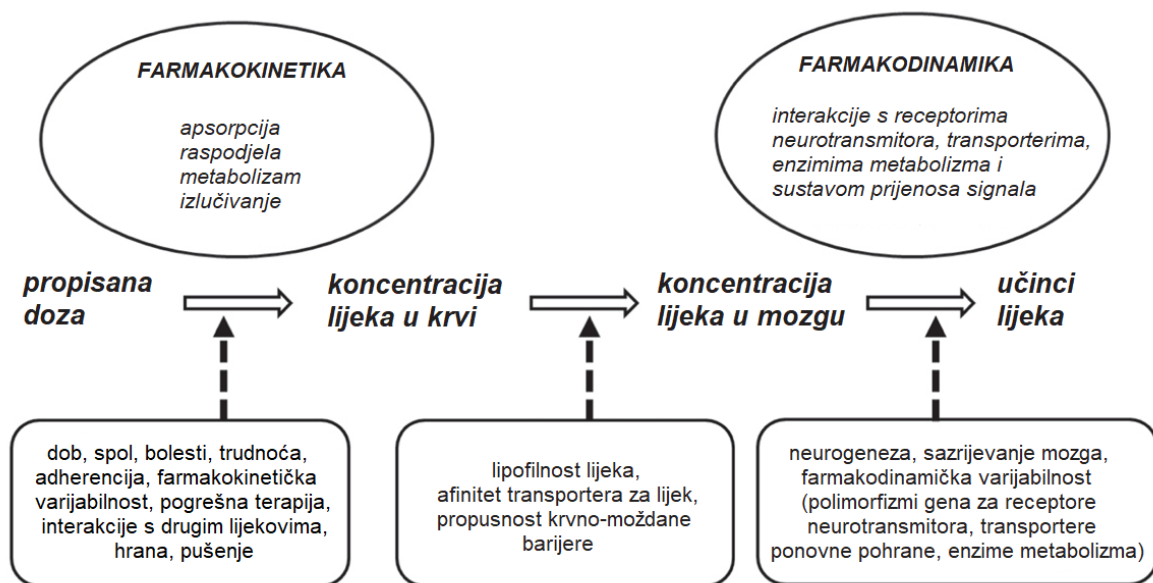 FARMAKOKINETIKA
apsorpcija
raspodjela
metabolizam
izlučivanje
FARMAKODINAMIKA
interakcije s receptorima
neurotransmitora, transporterima,
enzimima metabolizma i
sustavom prijenosa signala
propisana
doza
koncentracija
lijeka u krvi
koncentracija
lijeka u mozgu
učinci
lijeka
dob, spol, bolesti, trudnoća,
adherencija, farmakokinetička
varijabilnost, pogrešna terapija,
interakcije s drugim lijekovima,
hrana, pušenje
lipofilnost lijeka,
afinitet transportera za lijek,
propusnost krvno-moždane
barijere
neurogeneza, sazrijevanje mozga,
farmakodinamička varijabilnost
(polimorfizmi gena za receptore
neurotransmitora, transportere
ponovne pohrane, enzime metabolizma)